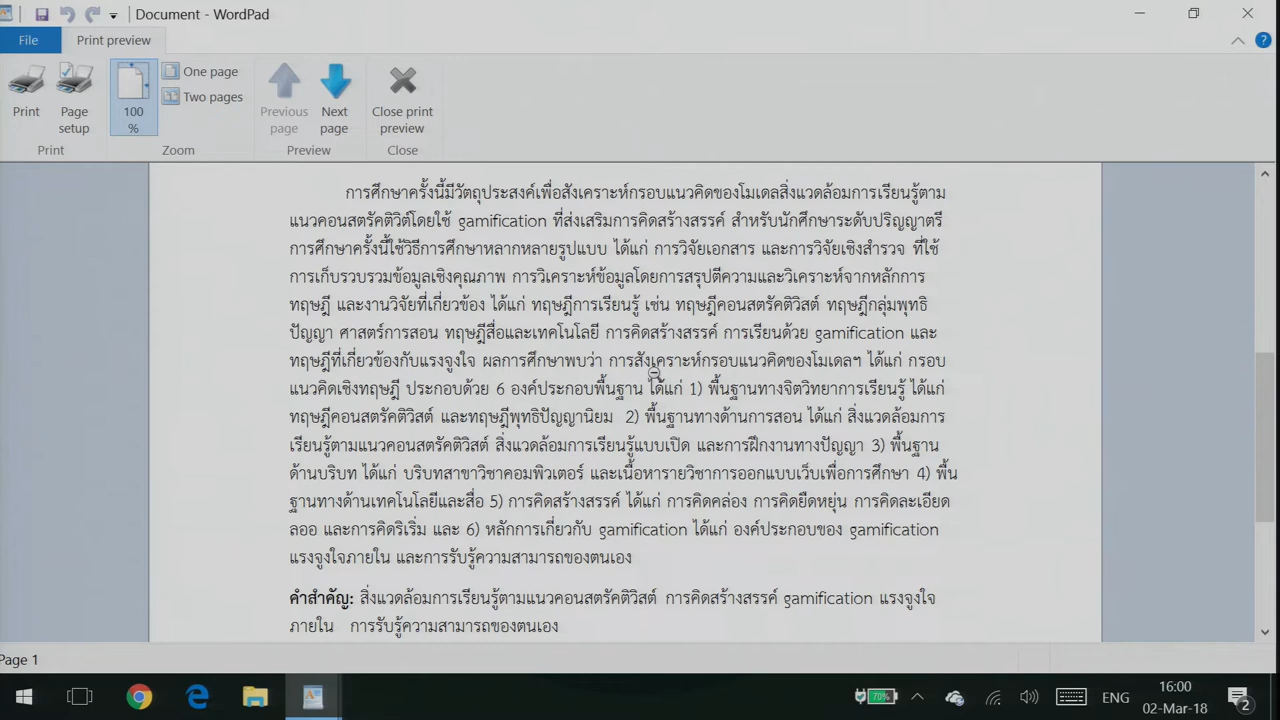 Document - WordPad
File
Print preview
One page
Two pages
Print
Page setup
100 %
Previous page
Next page
Close print preview
Print
Zoom
Preview
Close
การศึกษาครั้งนี้มีวัตถุประสงค์เพื่อสังเคราะห์กรอบแนวคิดของโมเดลสิ่งแวดล้อมการเรียนรู้ตาม
แนวคอนสตรัคติวิต์โดยใช้ gamification ที่ส่งเสริมการคิดสร้างสรรค์ สำหรับนักศึกษาระดับปริญญาตรี
การศึกษาครั้งนี้ใช้วิธีการศึกษาหลากหลายรูปแบบ ได้แก่ การวิจัยเอกสาร และการวิจัยเชิงสำรวจ ที่ใช้
การเก็บรวบรวมข้อมูลเชิงคุณภาพ การวิเคราะห์ข้อมูลโดยการสรุปตีความและวิเคราะห์จากหลักการ
ทฤษฎี และงานวิจัยที่เกี่ยวข้อง ได้แก่ ทฤษฎีการเรียนรู้ เช่น ทฤษฎีคอนสตรัคติวิสต์ ทฤษฎีกลุ่มพุทธิ
ปัญญา ศาสตร์การสอน ทฤษฎีสื่อและเทคโนโลยี การคิดสร้างสรรค์ การเรียนด้วย gamification และ
ทฤษฎีที่เกี่ยวข้องกับแรงจูงใจ ผลการศึกษาพบว่า การสังเคราะห์กรอบแนวคิดของโมเดลฯ ได้แก่ กรอบ
แนวคิดเชิงทฤษฎี ประกอบด้วย 6 องค์ประกอบพื้นฐาน ได้แก่ 1) พื้นฐานทางจิตวิทยาการเรียนรู้ ได้แก่
ทฤษฎีคอนสตรัคติวิสต์ และทฤษฎีพุทธิปัญญานิยม 2) พื้นฐานทางด้านการสอน ได้แก่ สิ่งแวดล้อมการ
เรียนรู้ตามแนวคอนสตรัคติวิสต์ สิ่งแวดล้อมการเรียนรู้แบบเปิด และการฝึกงานทางปัญญา 3) พื้นฐาน
ด้านบริบท ได้แก่ บริบทสาขาวิชาคอมพิวเตอร์ และเนื้อหารายวิชาการออกแบบเว็บเพื่อการศึกษา 4) พื้น
ฐานทางด้านเทคโนโลยีและสื่อ 5) การคิดสร้างสรรค์ ได้แก่ การคิดคล่อง การคิดยืดหยุ่น การคิดละเอียด
ลออ และการคิดริเริ่ม และ 6) หลักการเกี่ยวกับ gamification ได้แก่ องค์ประกอบของ gamification
แรงจูงใจภายใน และการรับรู้ความสามารถของตนเอง
คำสำคัญ: สิ่งแวดล้อมการเรียนรู้ตามแนวคอนสตรัคติวิสต์ การคิดสร้างสรรค์ gamification แรงจูงใจ
ภายใน การรับรู้ความสามารถของตนเอง
Page 1
70%
ENG
16:00
02-Mar-18
2